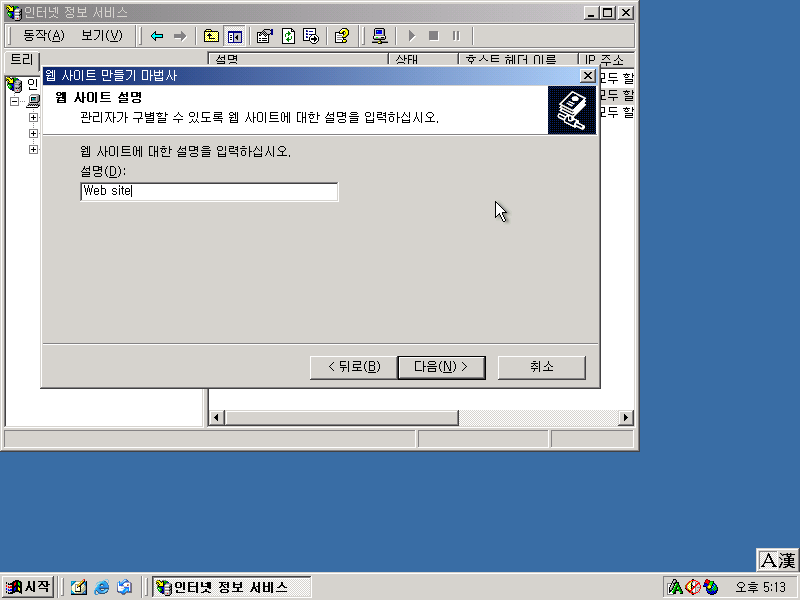 인터넷 정보 서비스
동작(A) 보기(V)
트리
설명 상태 호스트 헤더 이름 IP 주소
인
모두 할
모두 할
모두 할
웹 사이트 만들기 마법사
웹 사이트 설명
관리자가 구별할 수 있도록 웹 사이트에 대한 설명을 입력하십시오.
웹 사이트에 대한 설명을 입력하십시오.
설명(D):
Web site
< 뒤로(B) 다음(N) > 취소
A漢
시작 인터넷 정보 서비스 오후 5:13